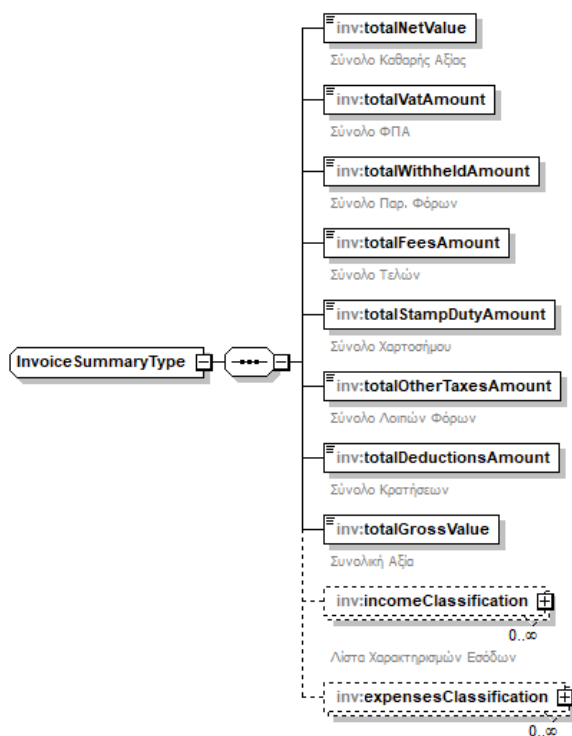 inv:totalNetValue
Σύνολο Καθαρής Αξίας
inv:totalVatAmount
Σύνολο ΦΠΑ
inv:totalWithheldAmount
Σύνολο Παρ. Φόρων
inv:totalFeesAmount
Σύνολο Τελών
inv:totalStampDutyAmount
Σύνολο Χαρτοσήμου
InvoiceSummaryType
inv:totalOtherTaxesAmount
Σύνολο Λοιπών Φόρων
inv:totalDeductionsAmount
Σύνολο Κρατήσεων
inv:totalGrossValue
Συνολική Αξία
inv:incomeClassification
0..∞
Λίστα Χαρακτηρισμών Εσόδων
inv:expensesClassification
0..∞